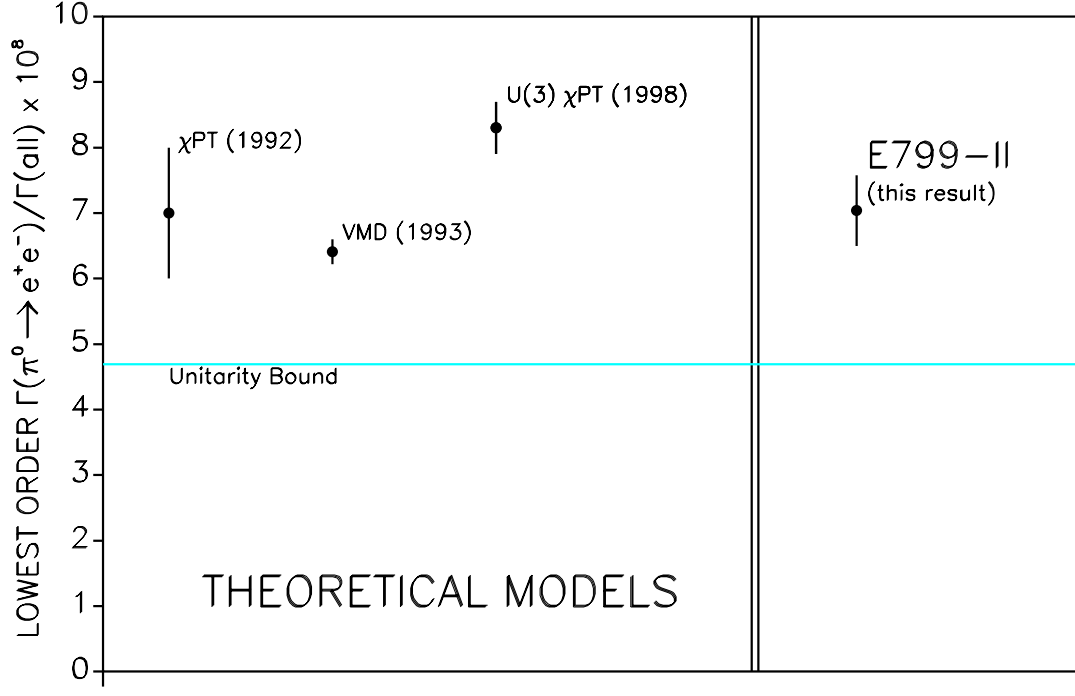 LOWEST ORDER Γ(π⁰→e⁺e⁻)/Γ(all) x 10⁸
10
9
8
7
6
5
4
3
2
1
0
χPT (1992)
VMD (1993)
U(3) χPT (1998)
E799-II
(this result)
Unitarity Bound
THEORETICAL MODELS